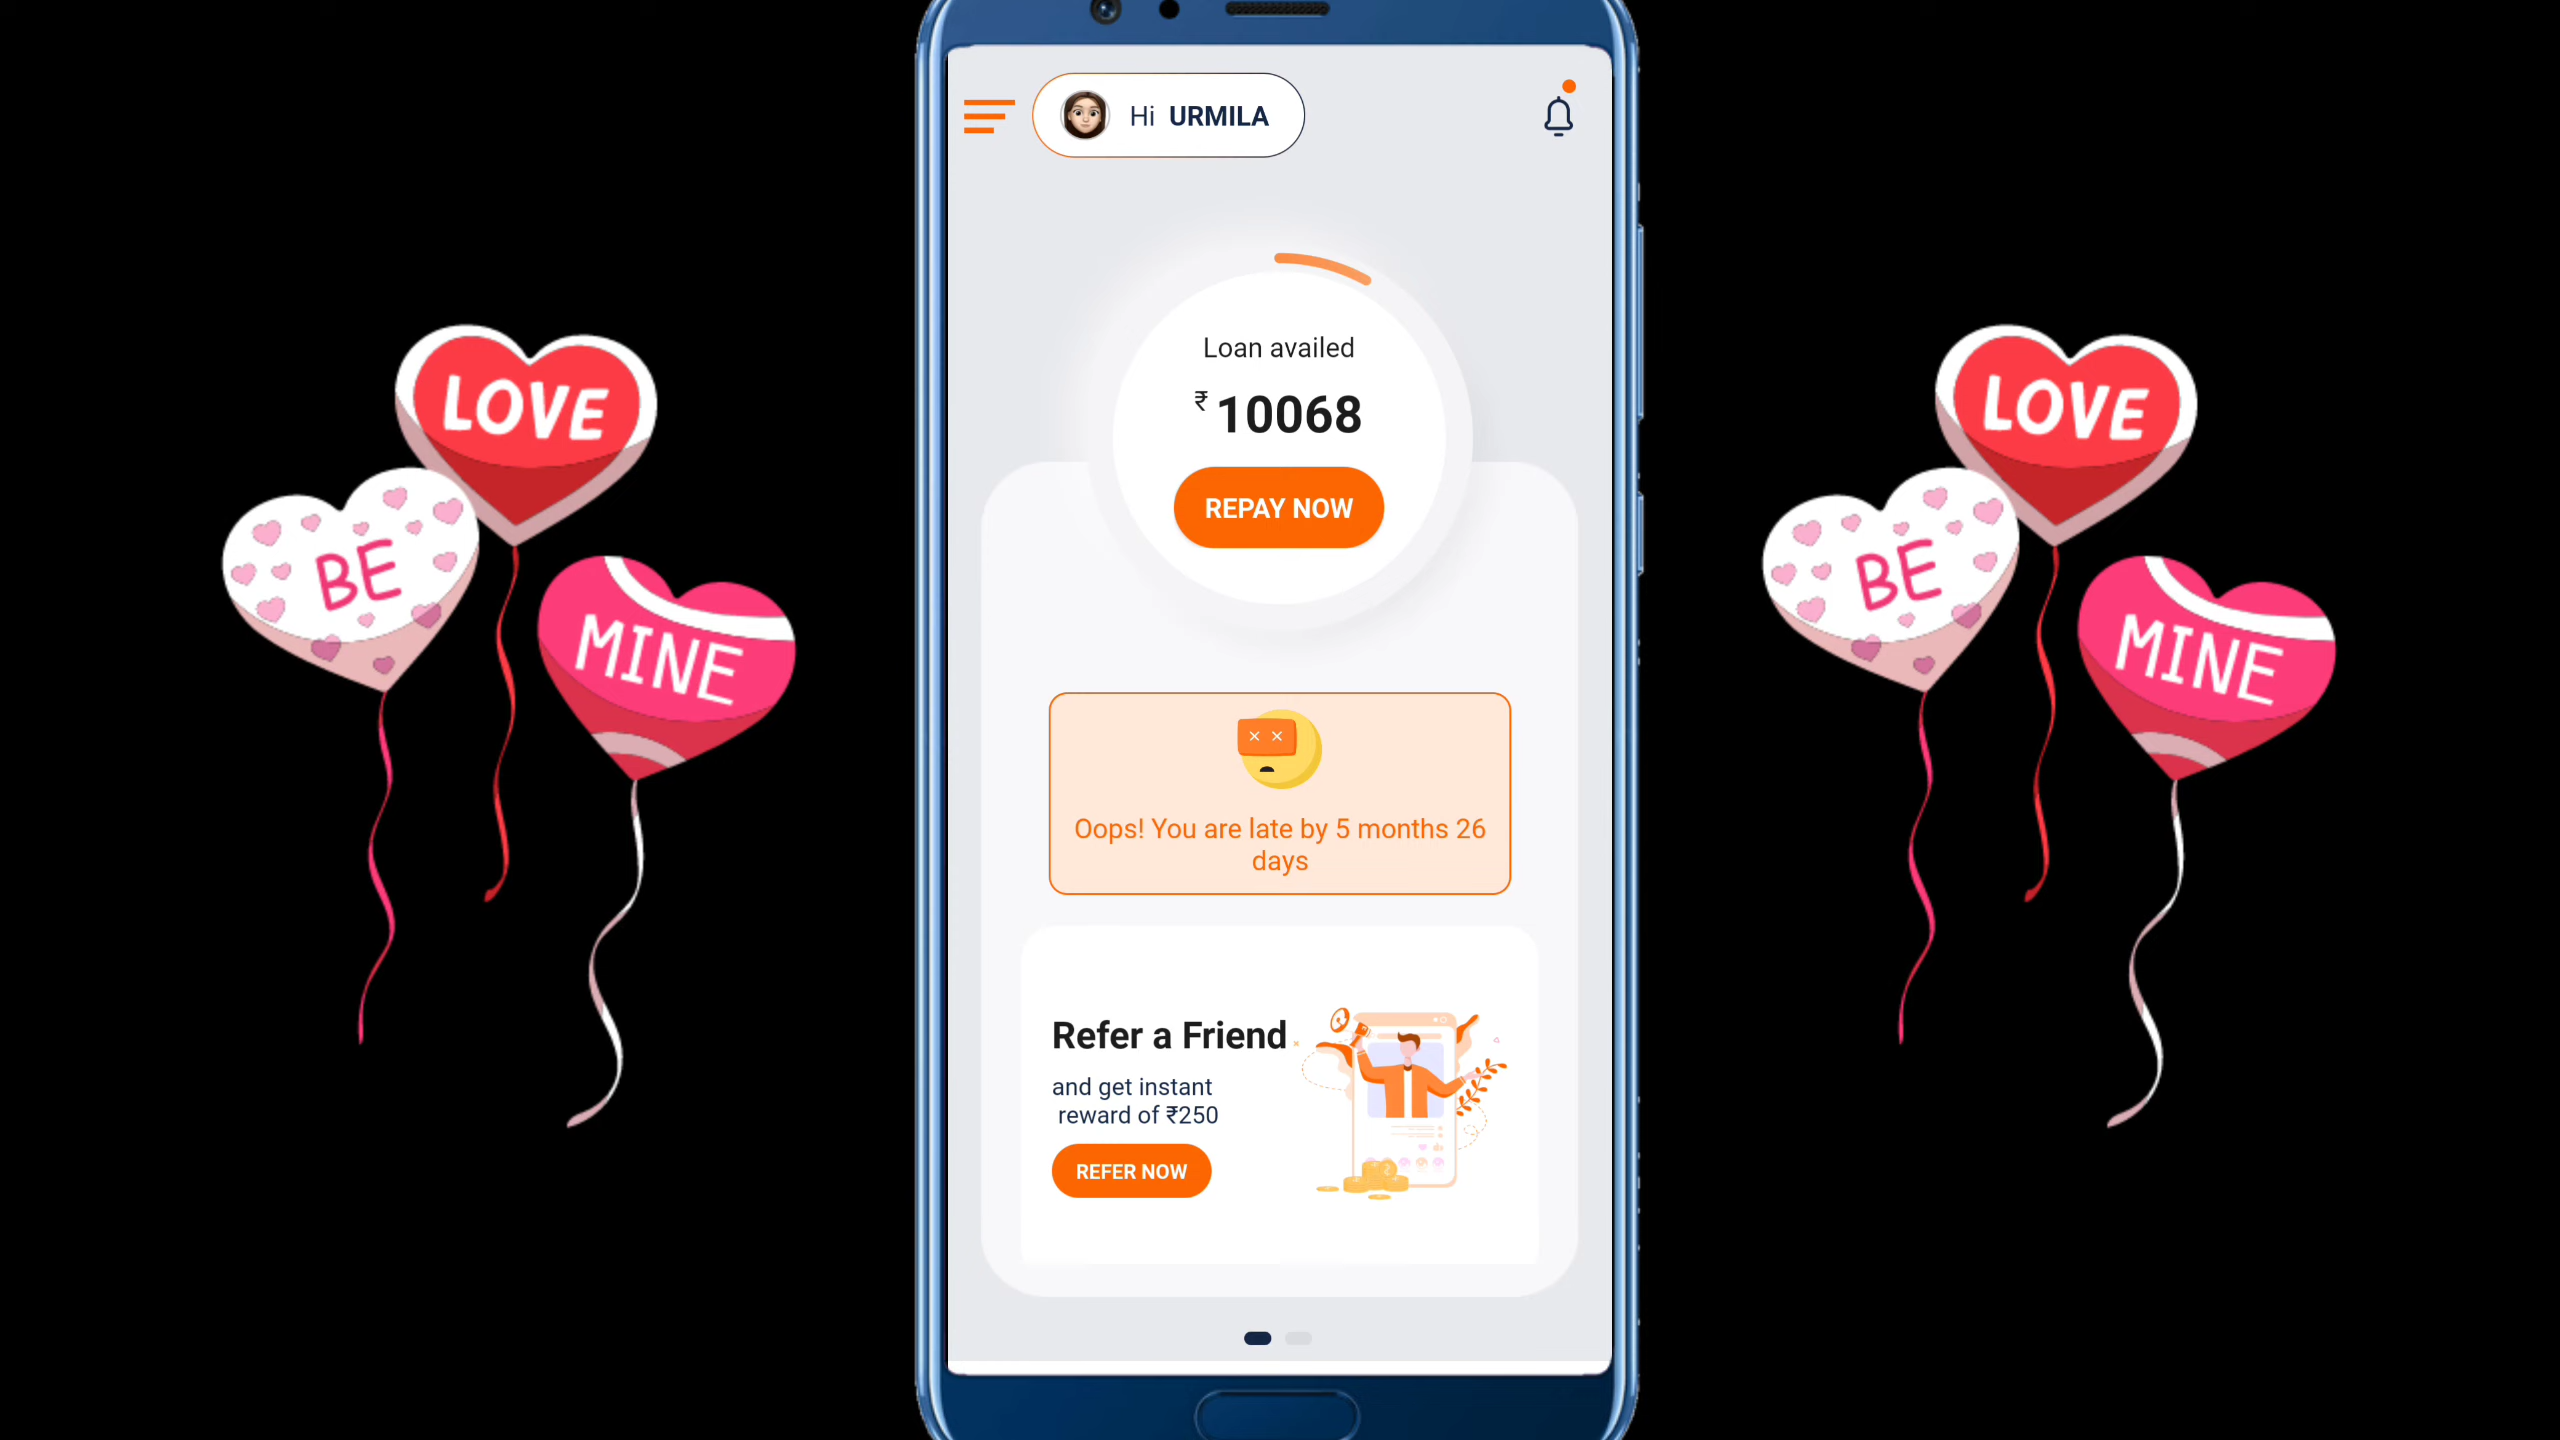 Hi URMILA
Loan availed
₹ 10068
REPAY NOW
LOVE
BE
MINE
LOVE
BE
MINE
Oops! You are late by 5 months 26
days
Refer a Friend
and get instant
reward of ₹250
REFER NOW